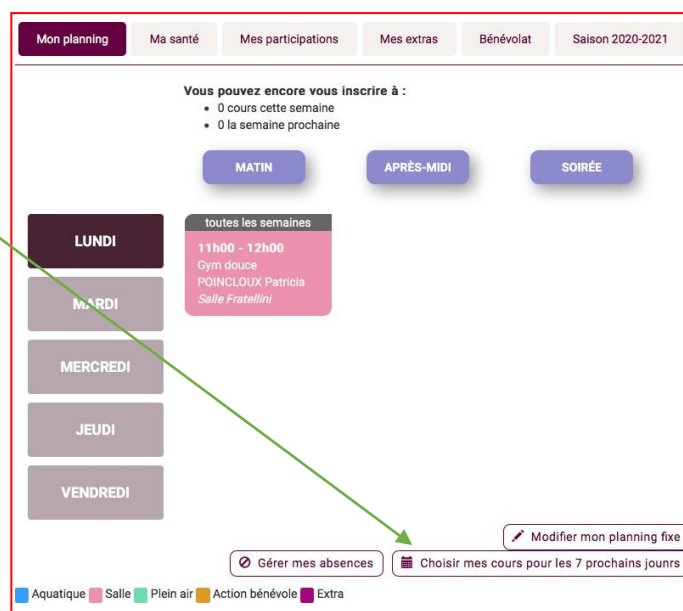 Mon planning Ma santé Mes participations Mes extras Bénévolat Saison 2020-2021
Vous pouvez encore vous inscrire à :
• 0 cours cette semaine
• 0 la semaine prochaine
MATIN APRÈS-MIDI SOIRÉE
toutes les semaines
LUNDI
11h00 - 12h00
Gym douce
POINCLOUX Patricia
Salle Fratellini
MARDI
MERCREDI
JEUDI
VENDREDI
Modifier mon planning fixe
Gérer mes absences Choisir mes cours pour les 7 prochains jounrs
Aquatique Salle Plein air Action bénévole Extra